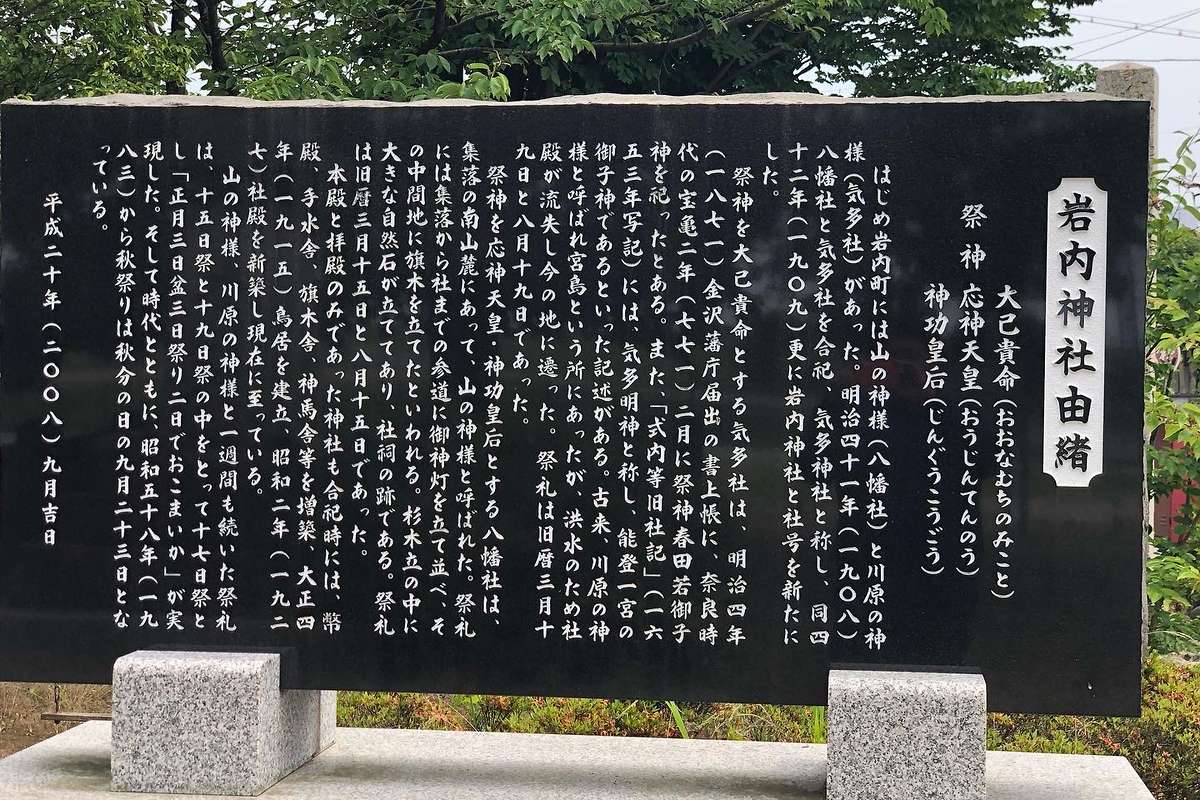 岩内神社由緒
大己貴命(おおなむちのみこと)
祭神 応神天皇(おうじんてんのう)
神功皇后(じんぐうこうごう)
はじめ岩内町には山の神様(八幡社)と川原の神
様(気多社)があった。明治四十一年(一九〇八)
八幡社と気多社を合祀 気多神社と称し、同四
十二年(一九〇九)更に岩内神社と社号を新たに
した。
祭神を大己貴命とする気多社は、明治四年
(一八七一)金沢藩庁届出の書上帳に、奈良時
代の宝亀二年(七七一)二月に祭神春田若御子
神を祀ったとある。また、「式内等旧社記」(一六
五三年写記)には、気多明神と称し、能登一宮の
御子神であるといった記述がある。古来、川原の神
様と呼ばれ宮島という所にあったが、洪水のため社
殿が流失し今の地に遷った。祭礼は旧暦三月十
九日と八月十九日であった。
祭神を応神天皇・神功皇后とする八幡社は、
集落の南山麓にあって、山の神様と呼ばれた。祭礼
には集落から社までの参道に御神灯を立て並べ、そ
の中間地に旗木を立てたといわれる。杉木立の中に
大きな自然石が立ててあり、社祠の跡である。祭礼
は旧暦三月十五日と八月十五日であった。
本殿と拝殿のみであった神社も合祀時には、幣
殿、手水舎、旗木舎、神馬舎等を増築、大正四
年(一九一五)鳥居を建立、昭和二年(一九二
七)社殿を新築し現在に至っている。
山の神様、川原の神様と一週間も続いた祭礼
は、十五日祭と十九日祭の中をとって十七日祭と
し「正月三日盆三日祭り二日でおこまいか」が実
現した。そして時代とともに、昭和五十八年(一九
八三)から秋祭りは秋分の日の九月二十三日とな
っている。
平成二十年(二〇〇八)九月吉日